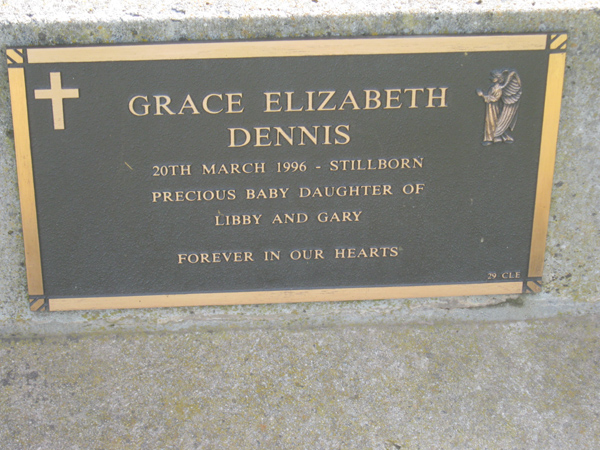 GRACE ELIZABETH
DENNIS
20TH MARCH 1996 - STILLBORN
PRECIOUS BABY DAUGHTER OF
LIBBY AND GARY
FOREVER IN OUR HEARTS
29 CLE